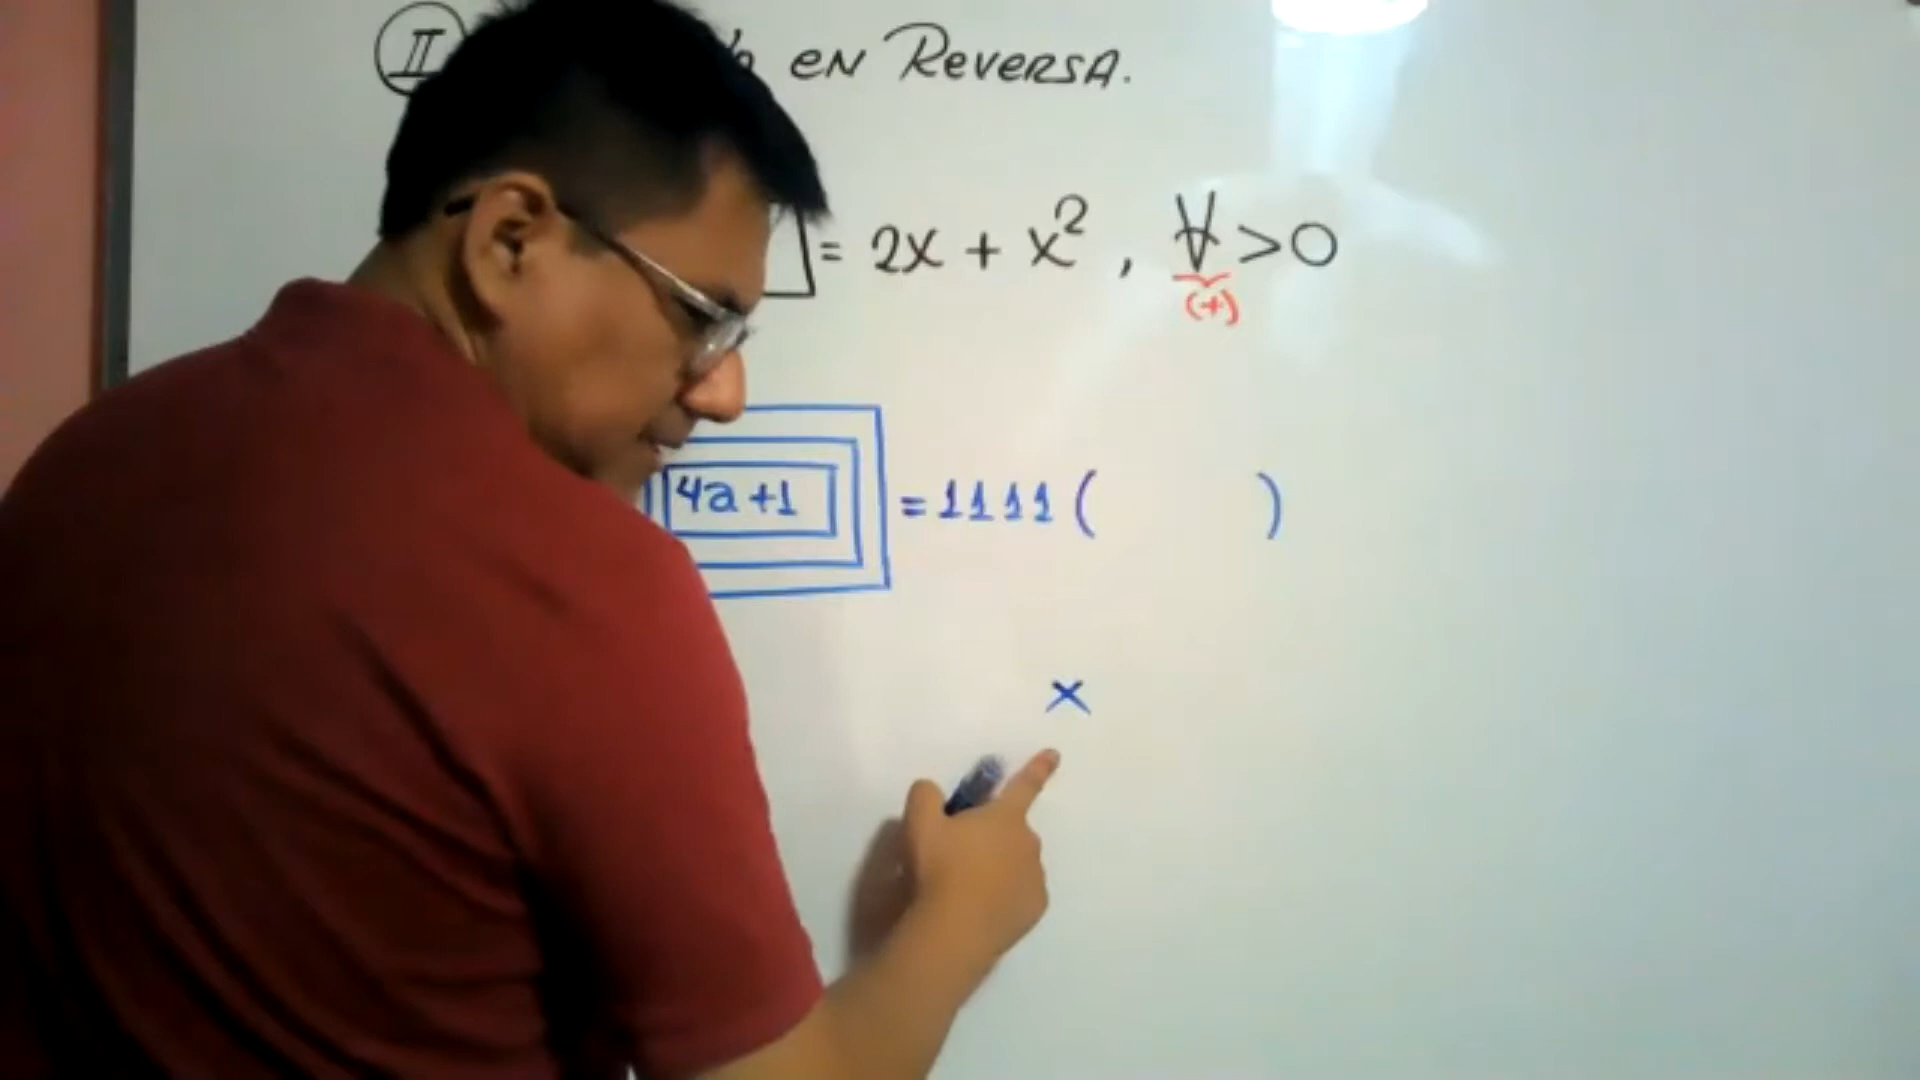 II EN ReVeRSA.
= 2x + x², ∀ > 0
(+)
4a + 1 = 1111 ( )
×